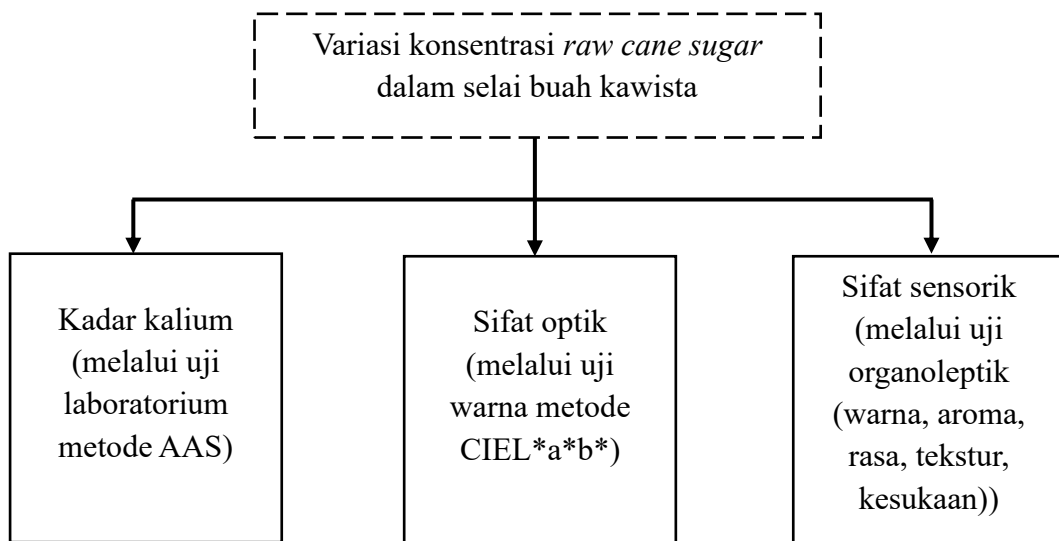 Variasi konsentrasi raw cane sugar
dalam selai buah kawista
Kadar kalium
(melalui uji
laboratorium
metode AAS)
Sifat optik
(melalui uji
warna metode
CIEL*a*b*)
Sifat sensorik
(melalui uji
organoleptik
(warna, aroma,
rasa, tekstur,
kesukaan))